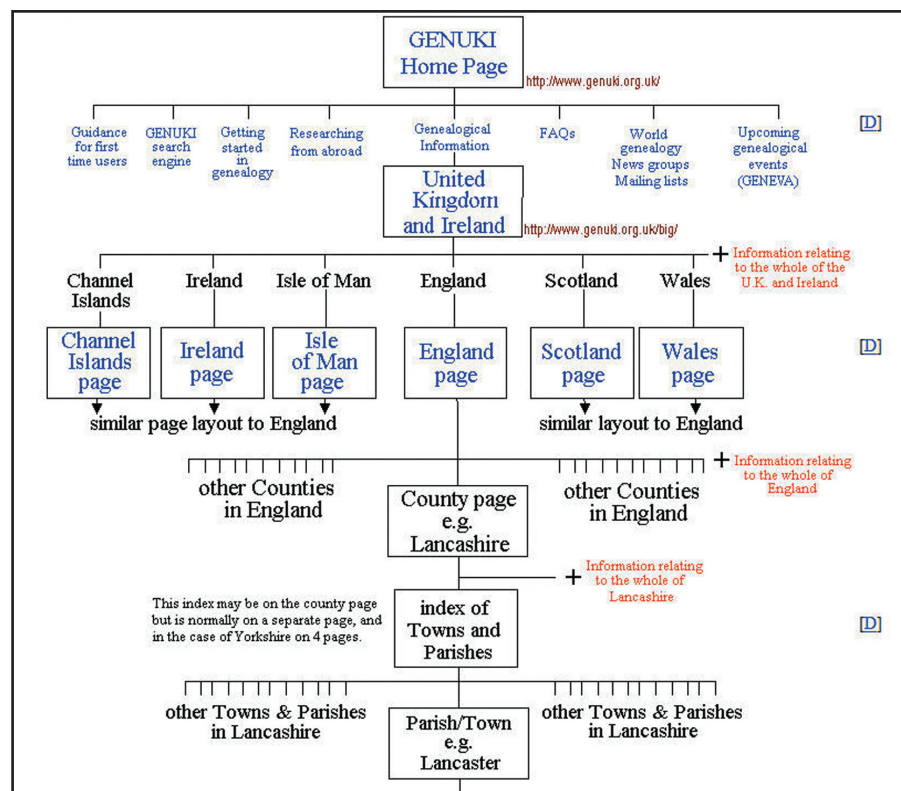 GENUKI
Home Page
http://www.genuki.org.uk/
Guidance
for first
time users
GENUKI
search
engine
Getting
started
in
genealogy
Researching
from abroad
Genealogical
Information
FAQs
World
genealogy
News groups
Mailing lists
Upcoming
genealogical
events
(GENEVA)
[D]
United
Kingdom
and Ireland
http://www.genuki.org.uk/big/
+ Information relating
to the whole of the
U.K. and Ireland
Channel
Islands
Ireland
Isle of Man
England
Scotland
Wales
Channel
Islands
page
Ireland
page
Isle
of Man
page
England
page
Scotland
page
Wales
page
[D]
similar page layout to England
similar layout to England
+ Information relating
to the whole of
England
other Counties
in England
County page
e.g.
Lancashire
other Counties
in England
+ Information relating
to the whole of
Lancashire
This index may be on the county page
but is normally on a separate page, and
in the case of Yorkshire on 4 pages.
index of
Towns and
Parishes
[D]
other Towns & Parishes
in Lancashire
Parish/Town
e.g.
Lancaster
other Towns & Parishes
in Lancashire